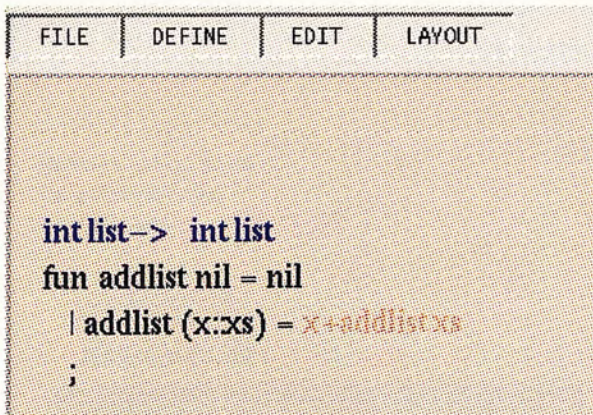 FILE DEFINE EDIT LAYOUT
int list–> int list
fun addlist nil = nil
| addlist (x::xs) = x+addlist xs
;